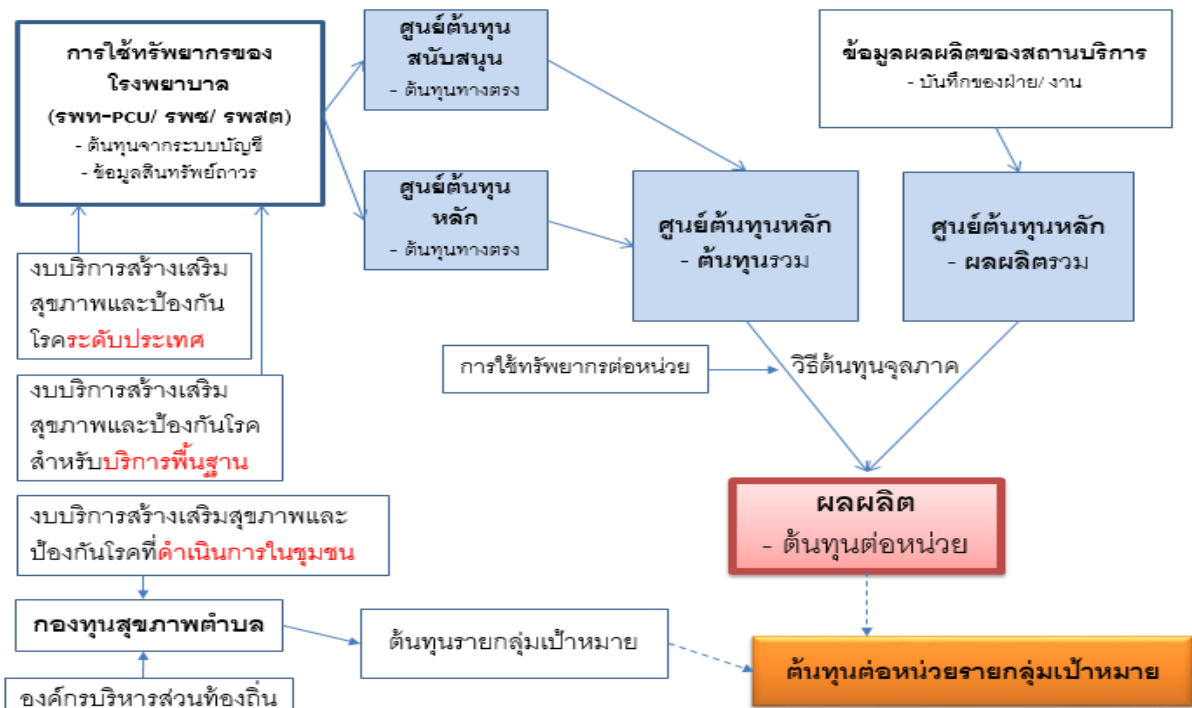 การใช้ทรัพยากรของ
โรงพยาบาล
(รพท-PCU/ รพช/ รพสต)
- ต้นทุนจากระบบบัญชี
- ข้อมูลสินทรัพย์ถาวร
ศูนย์ต้นทุน
สนับสนุน
- ต้นทุนทางตรง
ศูนย์ต้นทุน
หลัก
- ต้นทุนทางตรง
ข้อมูลผลผลิตของสถานบริการ
- บันทึกของฝ่าย/ งาน
ศูนย์ต้นทุนหลัก
- ต้นทุนรวม
ศูนย์ต้นทุนหลัก
- ผลผลิตรวม
งบบริการสร้างเสริม
สุขภาพและป้องกัน
โรคระดับประเทศ
งบบริการสร้างเสริม
สุขภาพและป้องกันโรค
สำหรับบริการพื้นฐาน
การใช้ทรัพยากรต่อหน่วย
วิธีต้นทุนจุลภาค
งบบริการสร้างเสริมสุขภาพและ
ป้องกันโรคที่ดำเนินการในชุมชน
ผลผลิต
- ต้นทุนต่อหน่วย
กองทุนสุขภาพตำบล
ต้นทุนรายกลุ่มเป้าหมาย
ต้นทุนต่อหน่วยรายกลุ่มเป้าหมาย
องค์กรบริหารส่วนท้องถิ่น